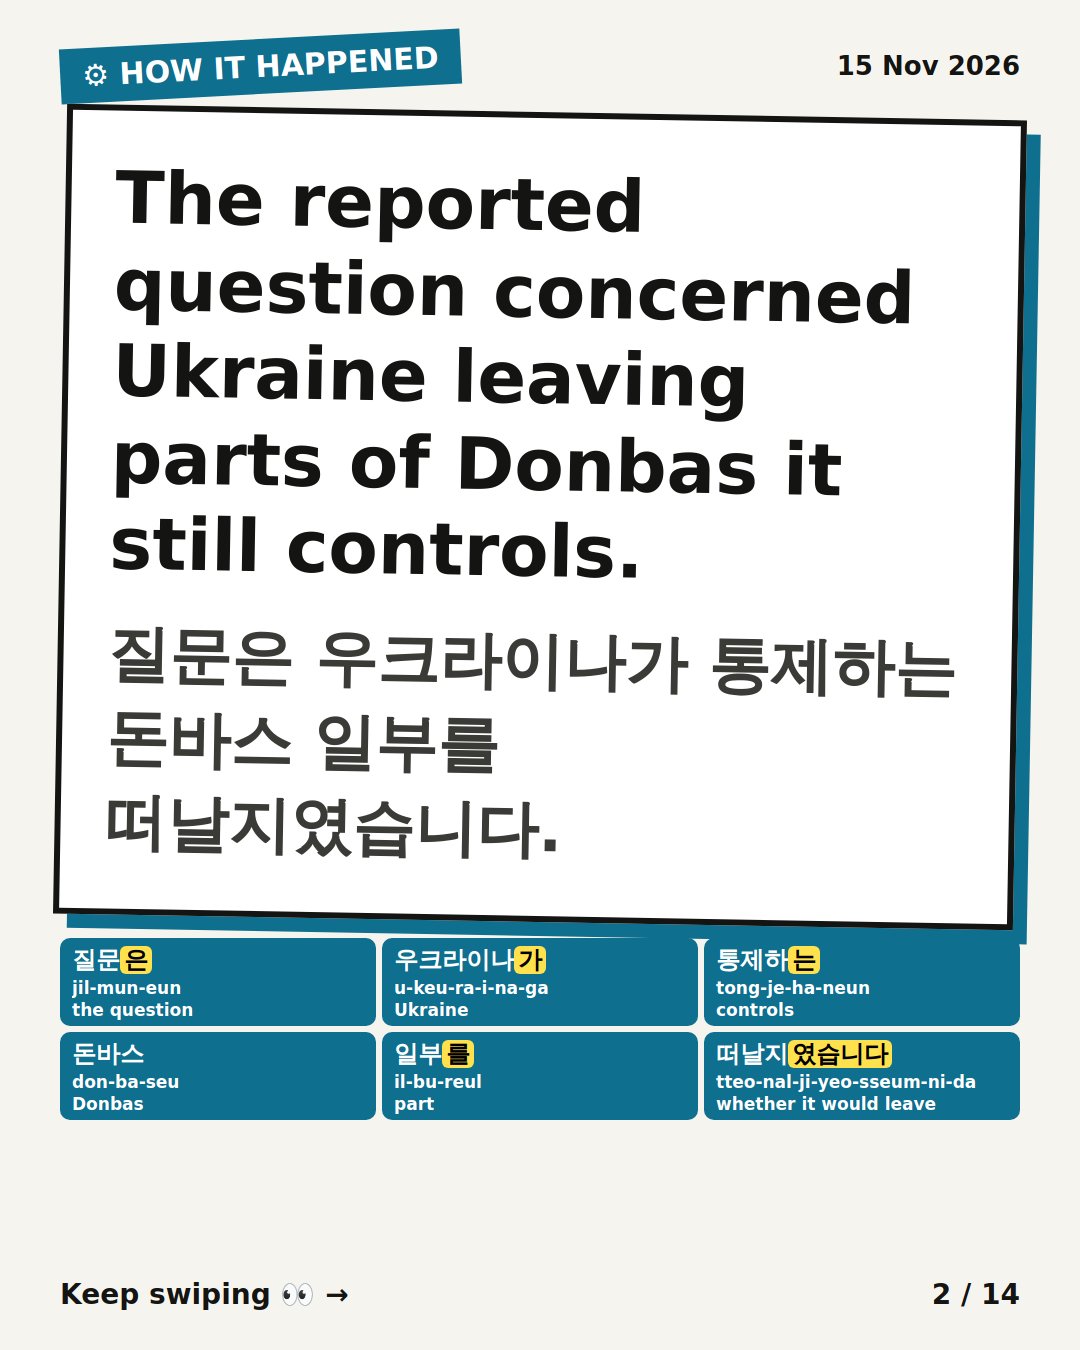 ⚙ HOW IT HAPPENED
15 Nov 2026
The reported
question concerned
Ukraine leaving
parts of Donbas it
still controls.
질문은 우크라이나가 통제하는
돈바스 일부를
떠날지였습니다.
질문은
jil-mun-eun
the question
우크라이나가
u-keu-ra-i-na-ga
Ukraine
통제하는
tong-je-ha-neun
controls
돈바스
don-ba-seu
Donbas
일부를
il-bu-reul
part
떠날지였습니다
tteo-nal-ji-yeo-sseum-ni-da
whether it would leave
Keep swiping 👀 →
2 / 14